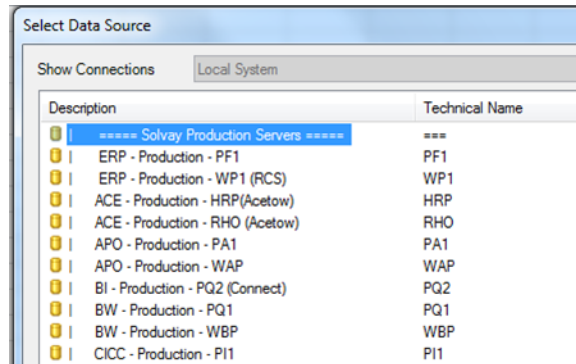 Select Data Source
Show Connections Local System
Description Technical Name
| ===== Solvay Production Servers ===== ===
| ERP - Production - PF1 PF1
| ERP - Production - WP1 (RCS) WP1
| ACE - Production - HRP(Acetow) HRP
| ACE - Production - RHO (Acetow) RHO
| APO - Production - PA1 PA1
| APO - Production - WAP WAP
| BI - Production - PQ2 (Connect) PQ2
| BW - Production - PQ1 PQ1
| BW - Production - WBP WBP
| CICC - Production - PI1 PI1